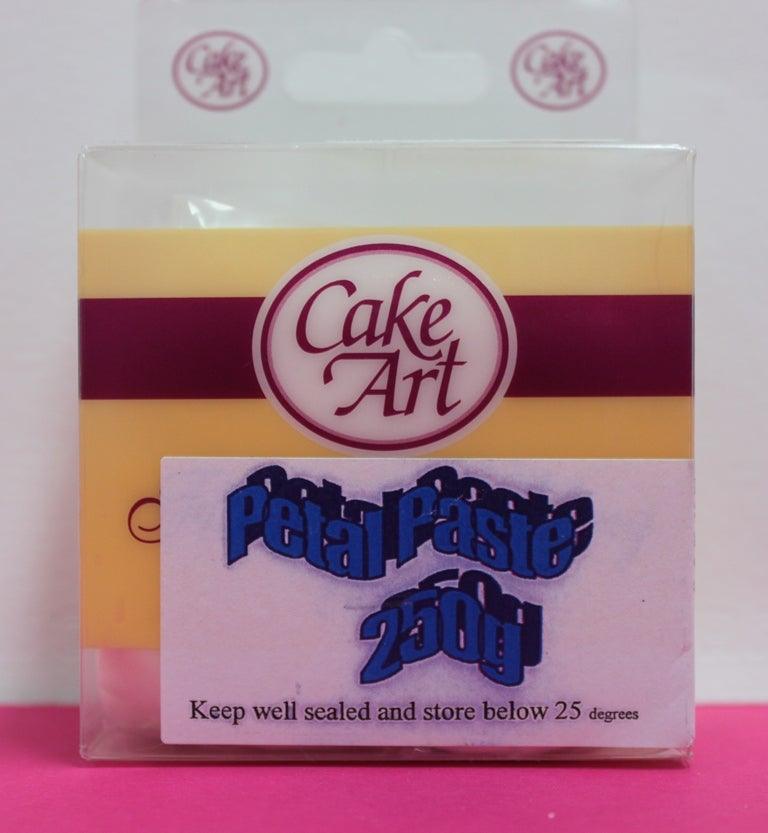 Cake
Art
Cake
Art
Cake
Art
Petal Paste
250g
Keep well sealed and store below 25 degrees